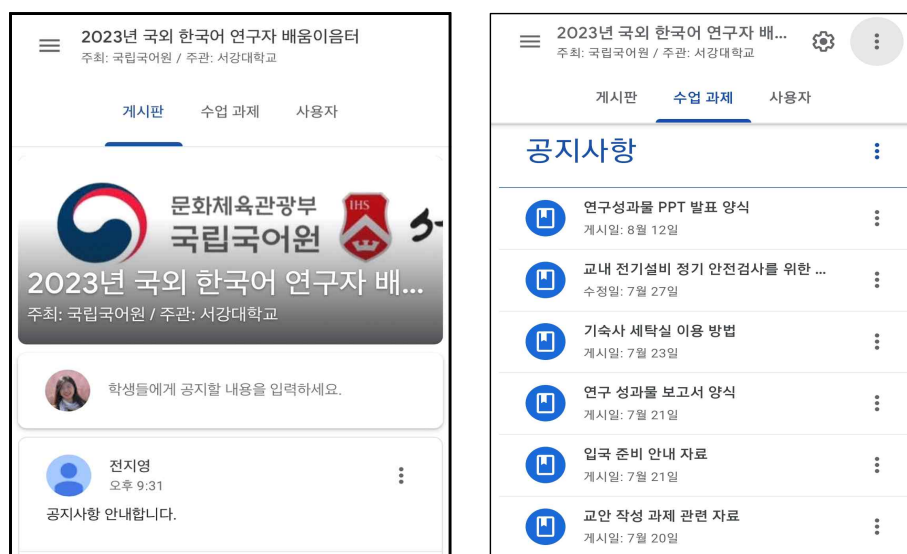 2023년 국외 한국어 연구자 배움이음터
주최: 국립국어원 / 주관: 서강대학교
게시판
수업 과제
사용자
문화체육관광부
국립국어원
IHS
2023년 국외 한국어 연구자 배...
주최: 국립국어원 / 주관: 서강대학교
학생들에게 공지할 내용을 입력하세요.
전지영
오후 9:31
공지사항 안내합니다.
2023년 국외 한국어 연구자 배...
주최: 국립국어원 / 주관: 서강대학교
게시판
수업 과제
사용자
공지사항
연구성과물 PPT 발표 양식
게시일: 8월 12일
교내 전기설비 정기 안전검사를 위한 ...
수정일: 7월 27일
기숙사 세탁실 이용 방법
게시일: 7월 23일
연구 성과물 보고서 양식
게시일: 7월 21일
입국 준비 안내 자료
게시일: 7월 21일
교안 작성 과제 관련 자료
게시일: 7월 20일